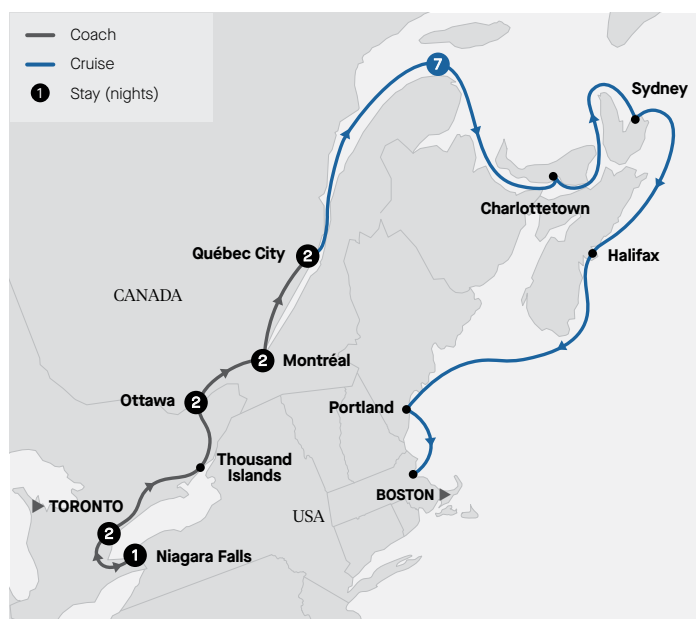 Coach
Cruise
1 Stay (nights)
7
Sydney
Charlottetown
Québec City 2
Halifax
CANADA
2 Montréal
Ottawa 2
Portland
Thousand
Islands
BOSTON
TORONTO
USA
2
1 Niagara Falls